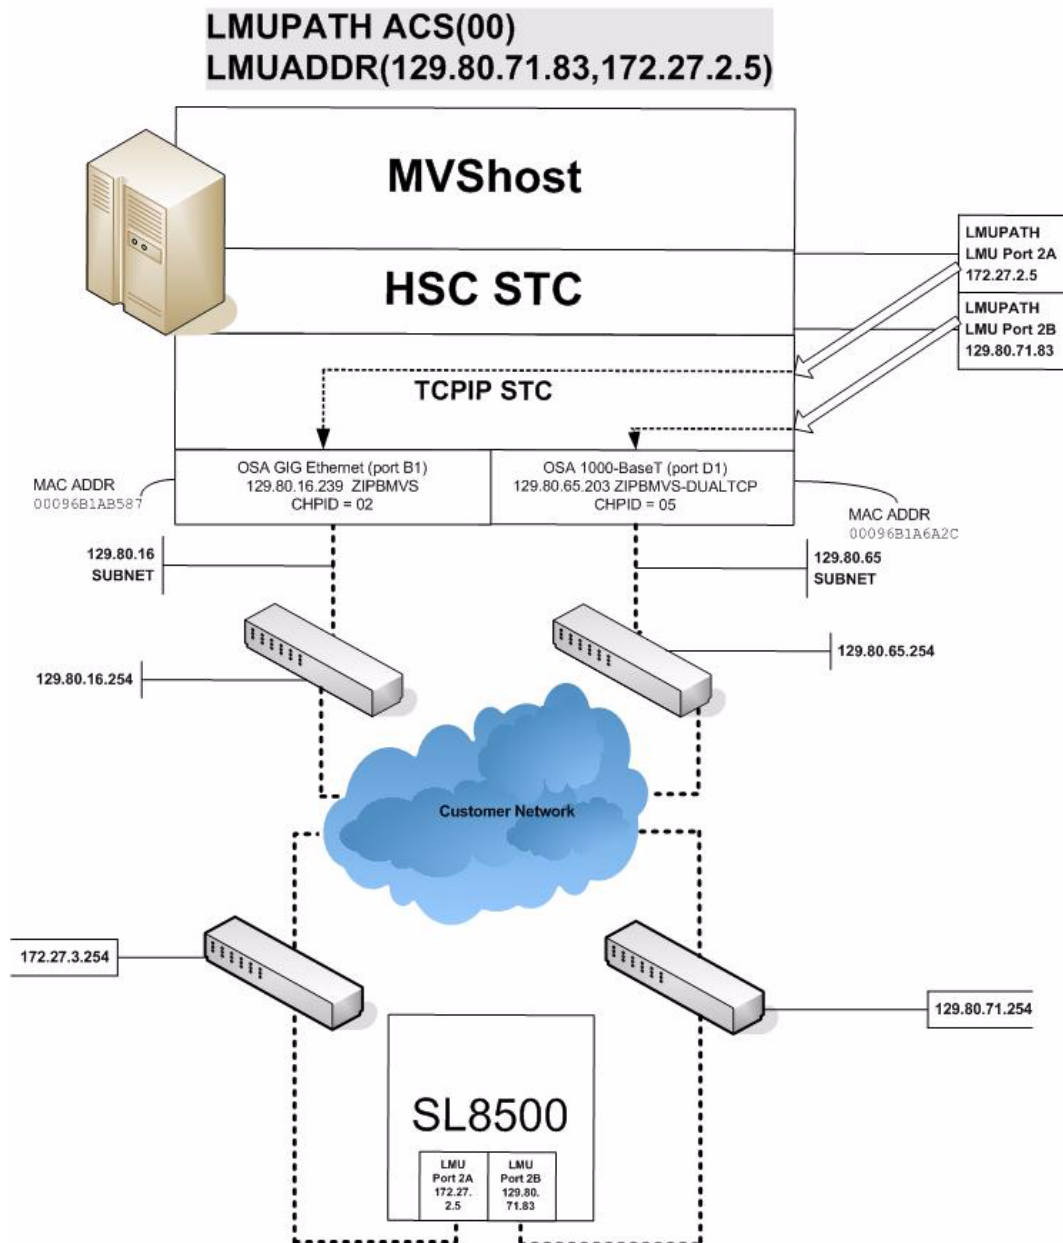 LMUPATH ACS(00)
LMUADDR(129.80.71.83,172.27.2.5)
MVShost
HSC STC
LMUPATH
LMU Port 2A
172.27.2.5
LMUPATH
LMU Port 2B
129.80.71.83
TCPIP STC
OSA GIG Ethernet (port B1)
129.80.16.239 ZIPBMVS
CHPID = 02
OSA 1000-BaseT (port D1)
129.80.65.203 ZIPBMVS-DUALTCP
CHPID = 05
MAC ADDR
00096B1AB587
MAC ADDR
00096B1A6A2C
129.80.16
SUBNET
129.80.65
SUBNET
129.80.16.254
129.80.65.254
Customer Network
172.27.3.254
129.80.71.254
SL8500
LMU
Port 2A
172.27.
2.5
LMU
Port 2B
129.80.
71.83